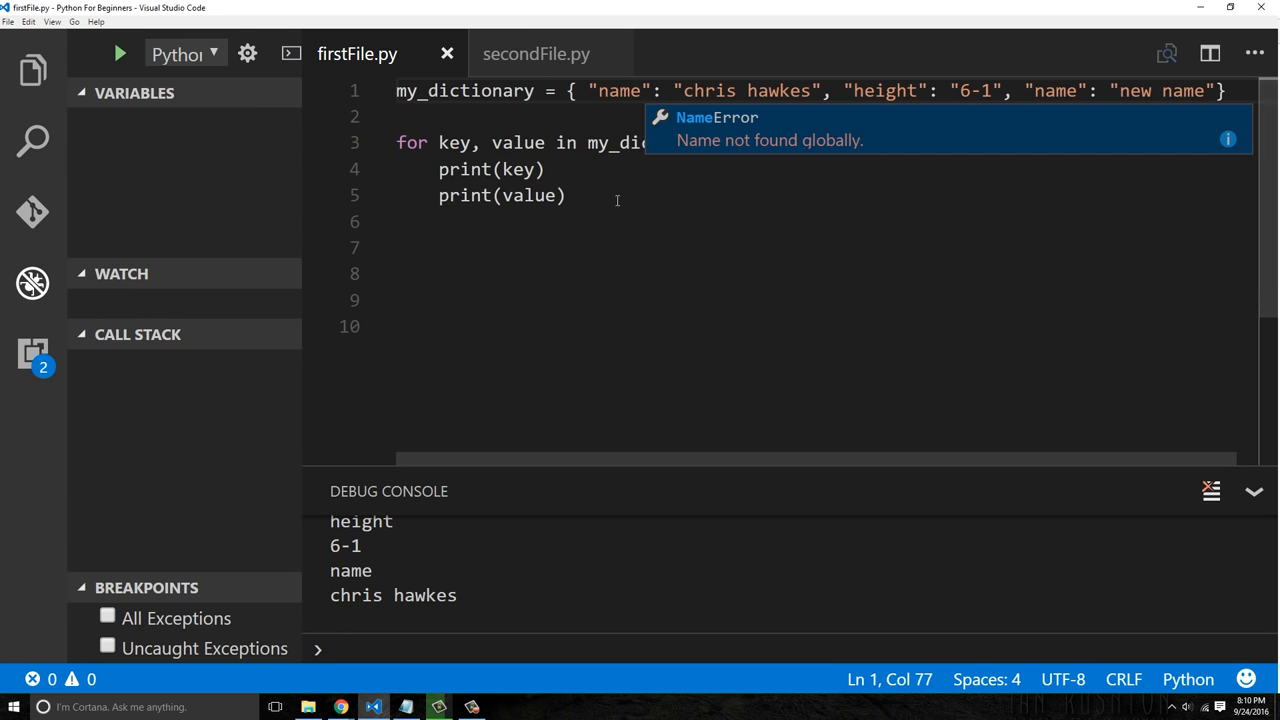 firstFile.py - Python For Beginners - Visual Studio Code
File Edit View Go Help
Python
firstFile.py
secondFile.py
VARIABLES
WATCH
CALL STACK
2
BREAKPOINTS
All Exceptions
Uncaught Exceptions
1 my_dictionary = { "name": "chris hawkes", "height": "6-1", "name": "new name"}
2
3 for key, value in my_dic
4 print(key)
5 print(value)
6
7
8
9
10
NameError
Name not found globally.
DEBUG CONSOLE
height
6-1
name
chris hawkes
0 0
Ln 1, Col 77 Spaces: 4 UTF-8 CRLF Python
I'm Cortana. Ask me anything.
8:10 PM
9/24/2016